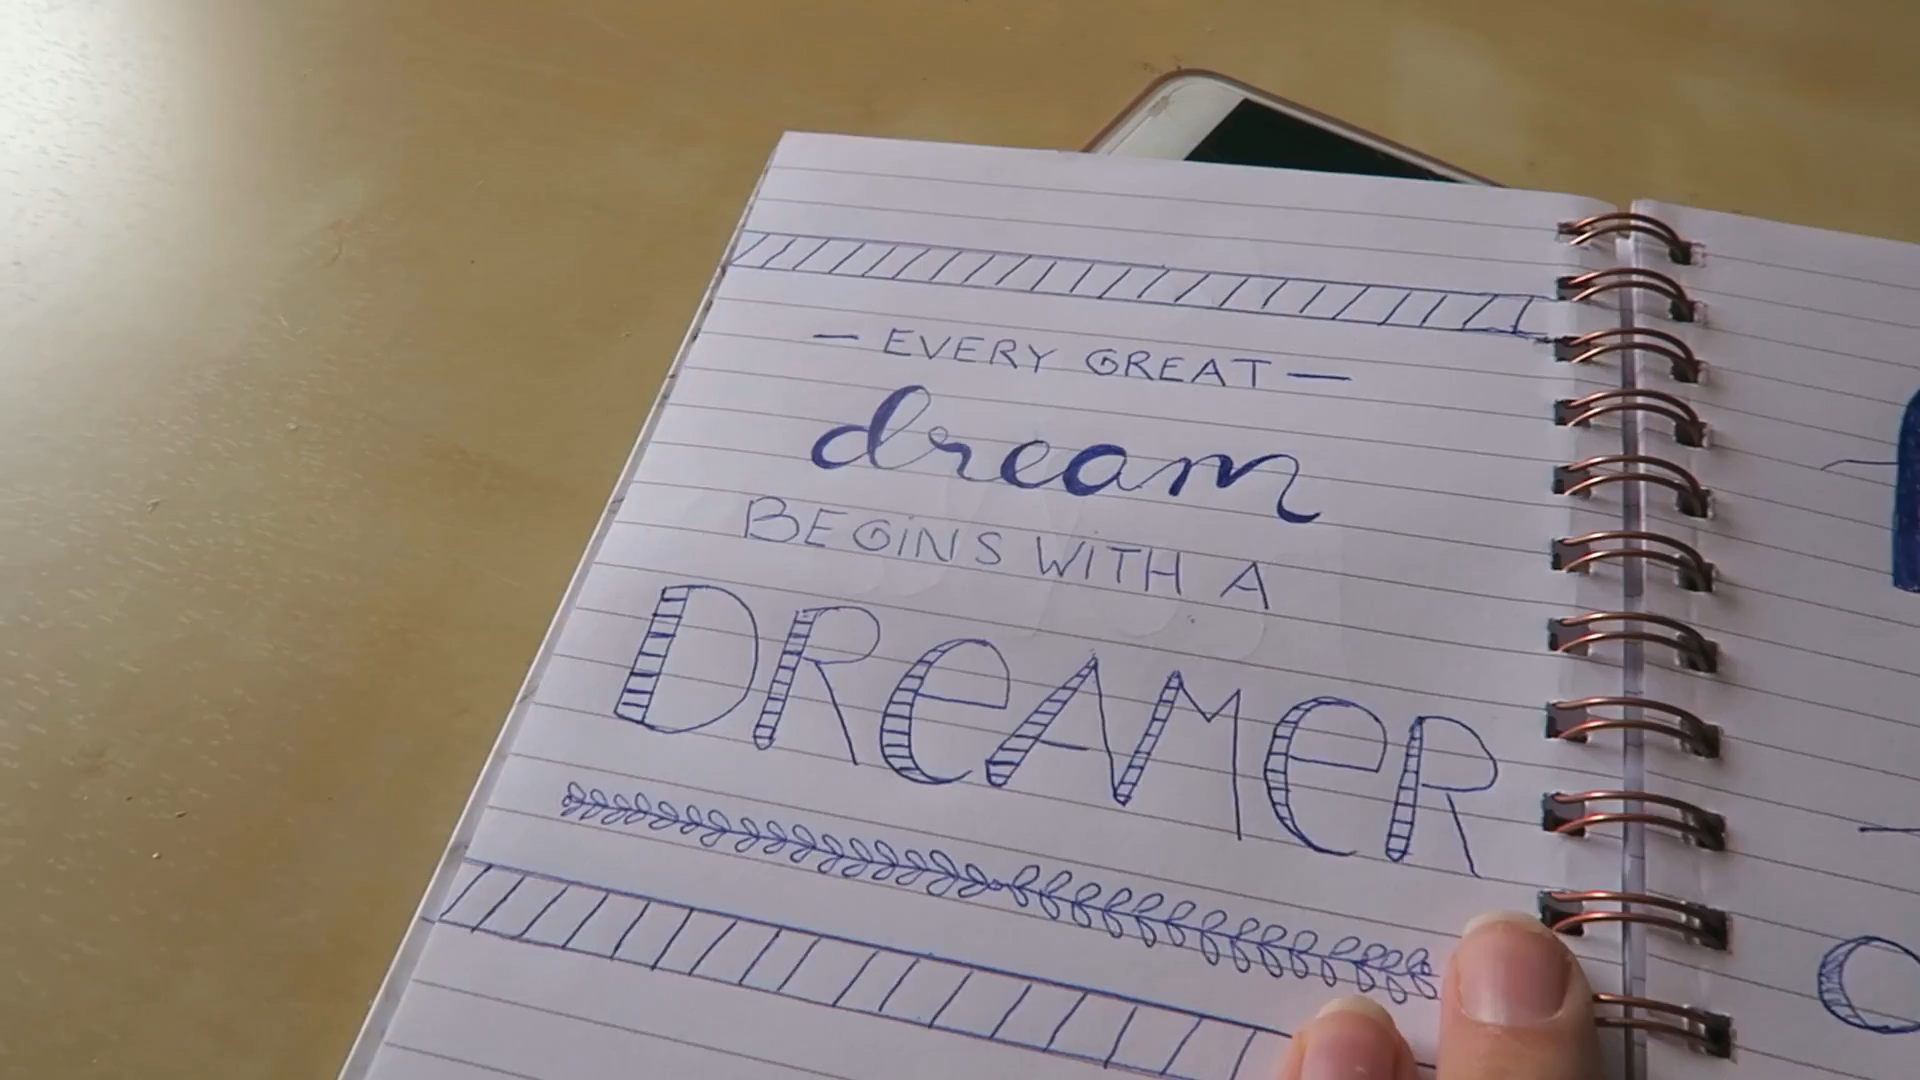 — EVERY GREAT —
dream
BEGiNS WiTH A
DReAMeR